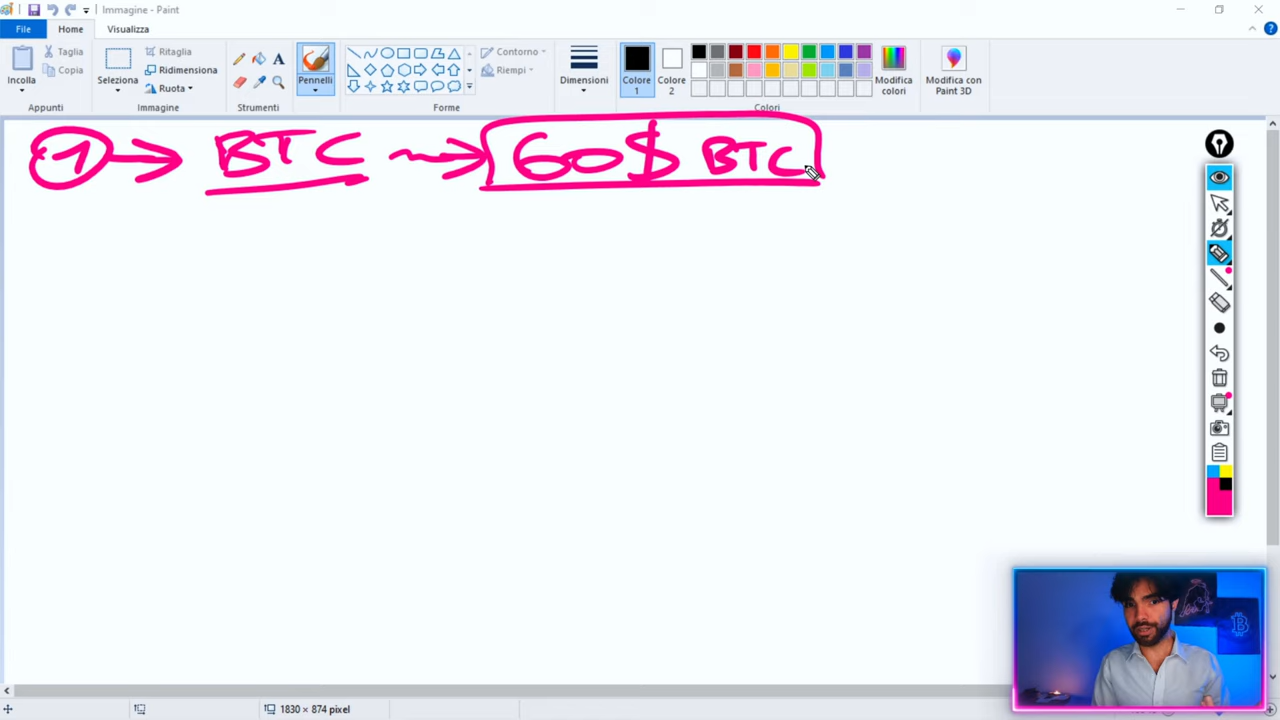 Immagine - Paint
File Home Visualizza
Incolla
Taglia
Copia
Appunti
Seleziona
Ritaglia
Ridimensiona
Ruota
Immagine
Strumenti
Pennelli
Contorno
Riempi
Forme
Dimensioni
Colore 1
Colore 2
Modifica colori
Colori
Modifica con Paint 3D
1 → BTC → 60$ BTC
1830 × 874 pixel